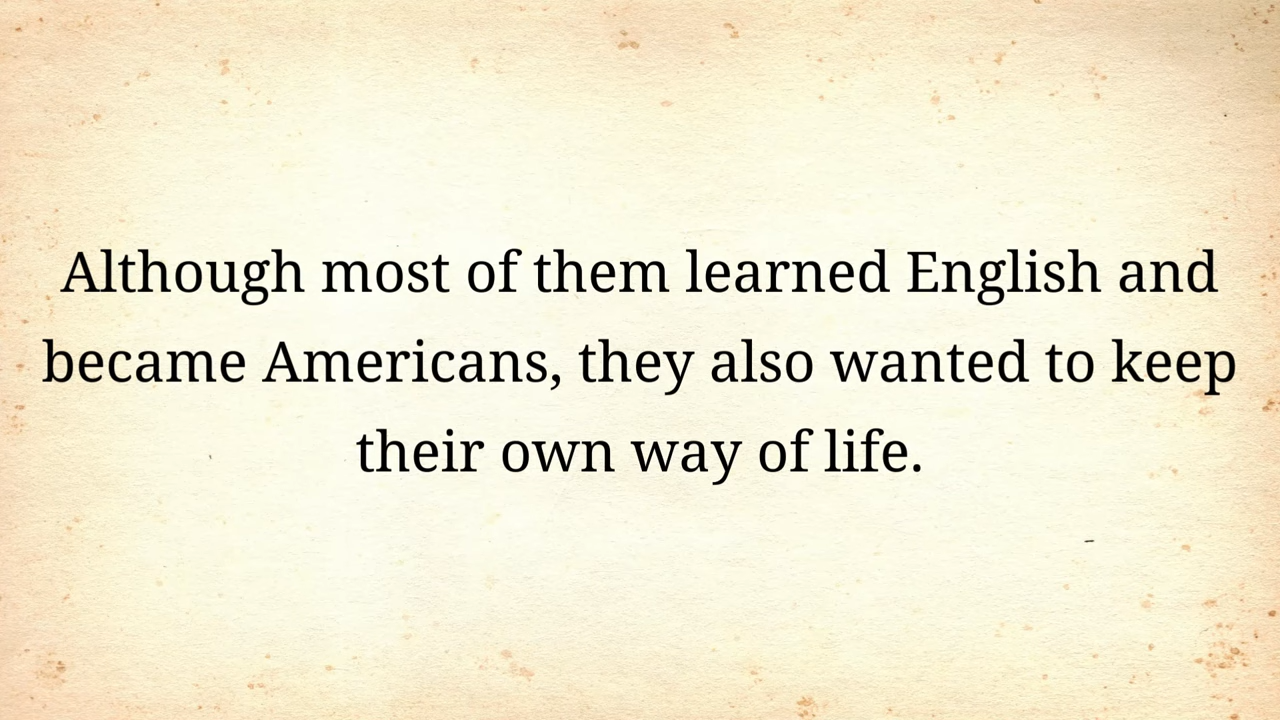 Although most of them learned English and
became Americans, they also wanted to keep
their own way of life.